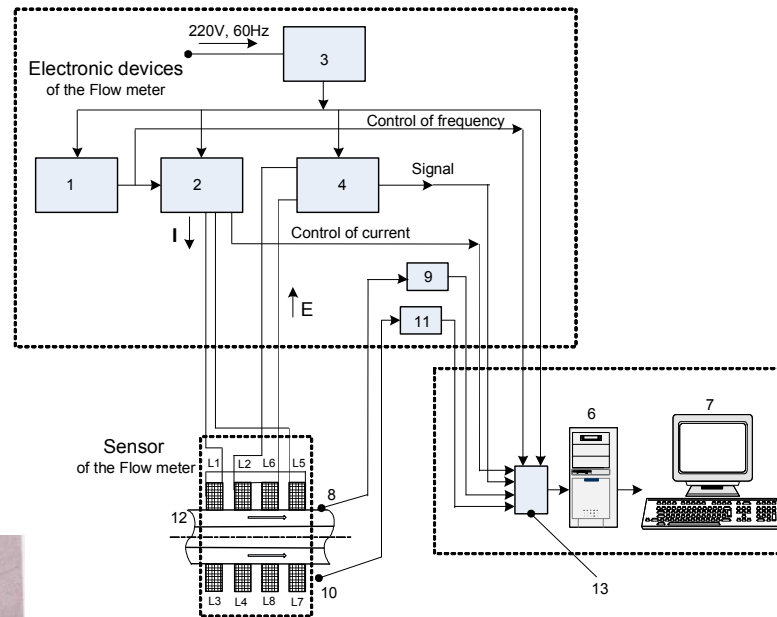 220V, 60Hz
3
Electronic devices
of the Flow meter
Control of frequency
1
2
4
Signal
I
Control of current
9
E
11
6
7
Sensor
of the Flow meter
L1 L2 L6 L5
8
12
L3 L4 L8 L7
10
13